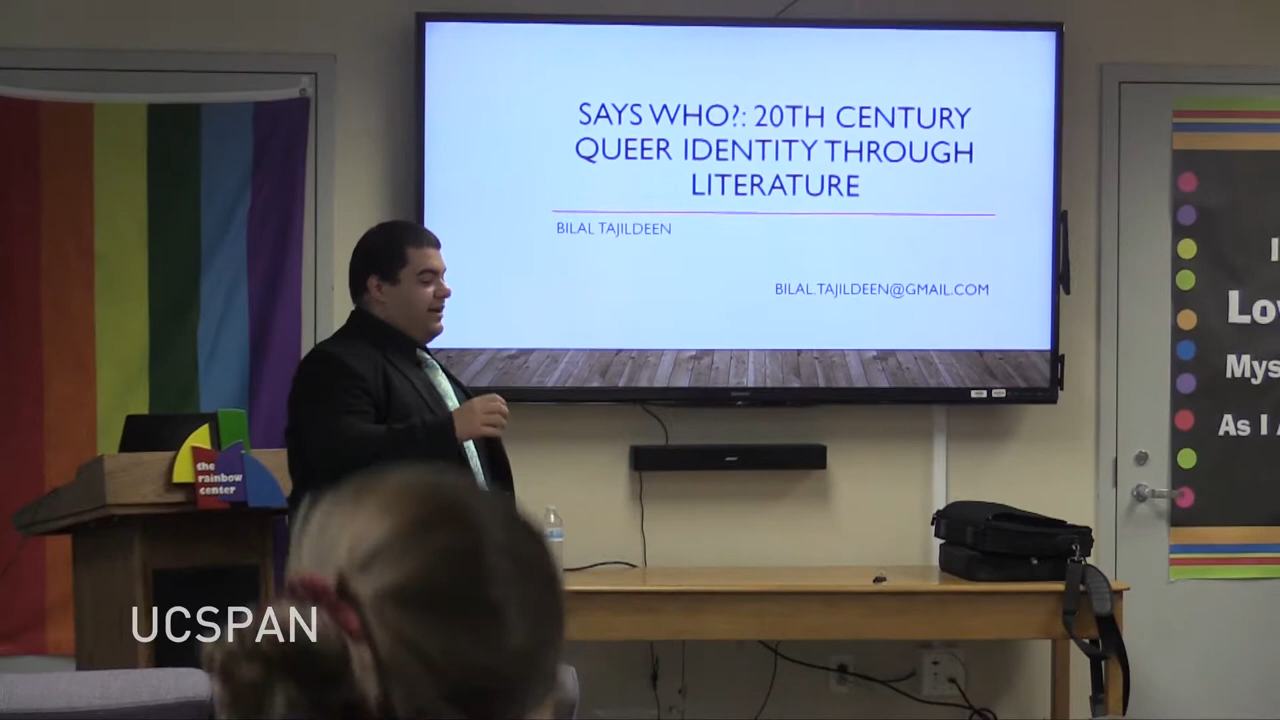 SAYS WHO?: 20TH CENTURY
QUEER IDENTITY THROUGH
LITERATURE
BILAL TAJILDEEN
BILAL.TAJILDEEN@GMAIL.COM
the
rainbow
center
I
Lo
Mys
As I
UCSPAN